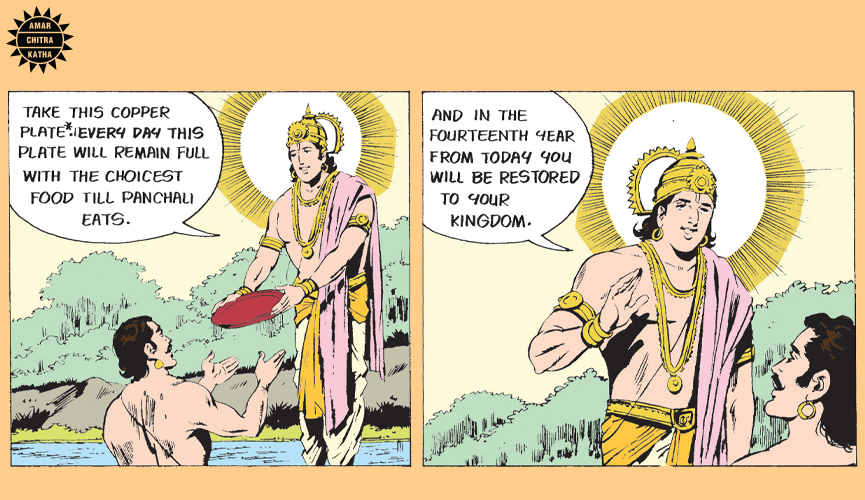 AMAR
CHITRA
KATHA
TAKE THIS COPPER
PLATE*. EVERY DAY THIS
PLATE WILL REMAIN FULL
WITH THE CHOICEST
FOOD TILL PANCHALI
EATS.
AND IN THE
FOURTEENTH YEAR
FROM TODAY YOU
WILL BE RESTORED
TO YOUR
KINGDOM.